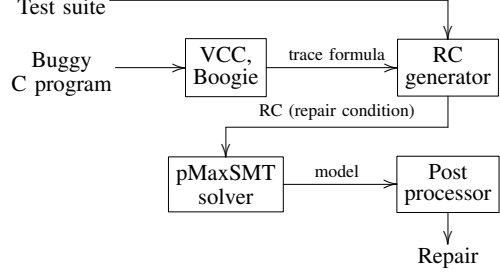 Test suite
Buggy
C program
VCC,
Boogie
trace formula
RC
generator
RC (repair condition)
pMaxSMT
solver
model
Post
processor
Repair